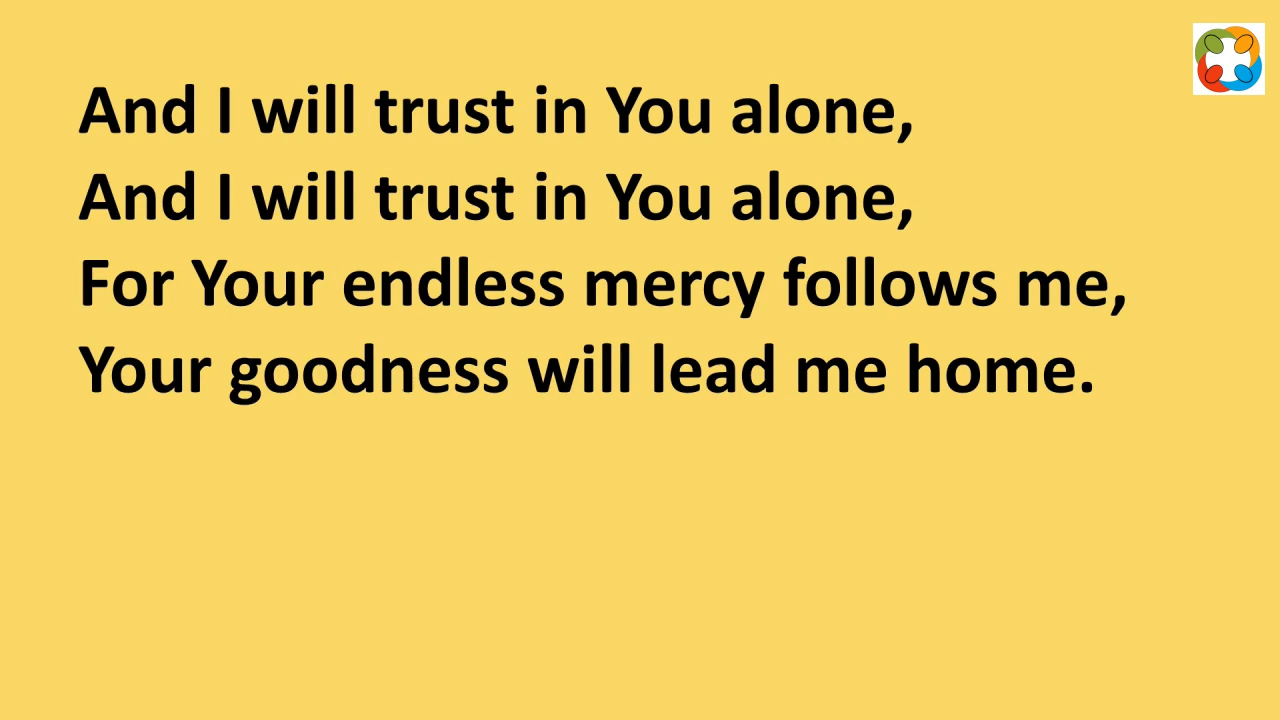 And I will trust in You alone,
And I will trust in You alone,
For Your endless mercy follows me,
Your goodness will lead me home.